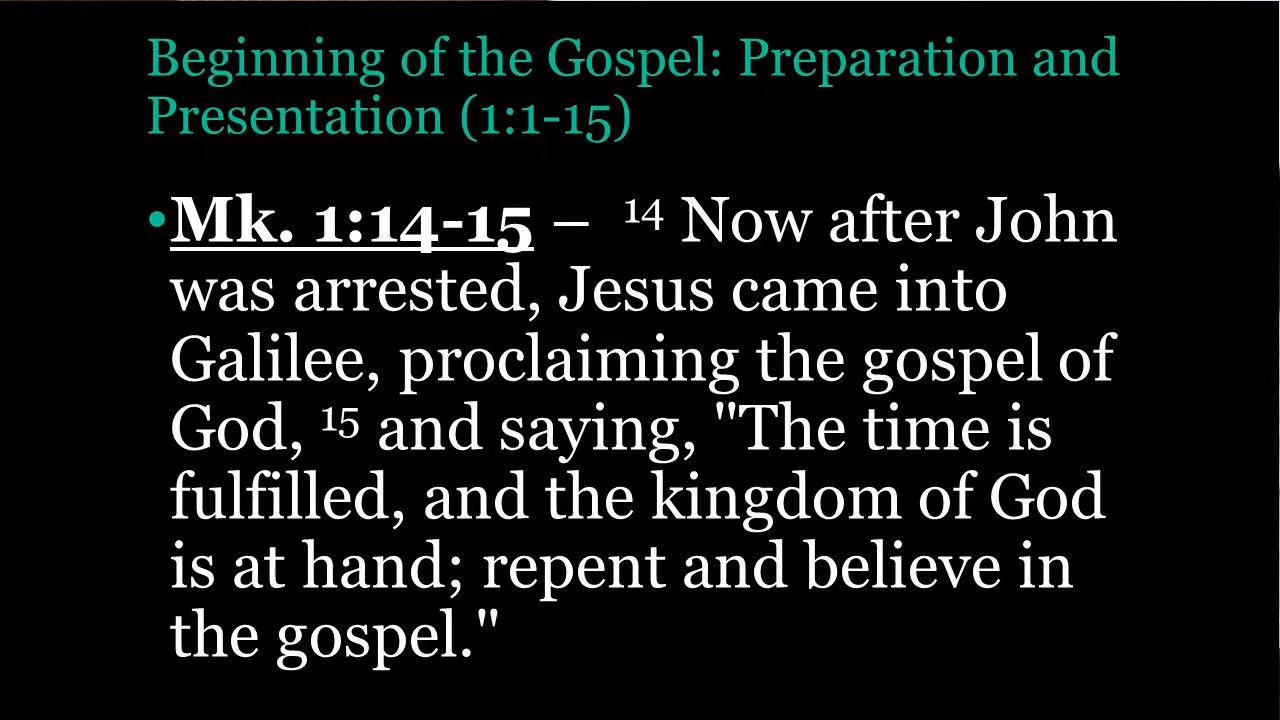 Beginning of the Gospel: Preparation and
Presentation (1:1-15)
•Mk. 1:14-15 – 14 Now after John
was arrested, Jesus came into
Galilee, proclaiming the gospel of
God, 15 and saying, "The time is
fulfilled, and the kingdom of God
is at hand; repent and believe in
the gospel."